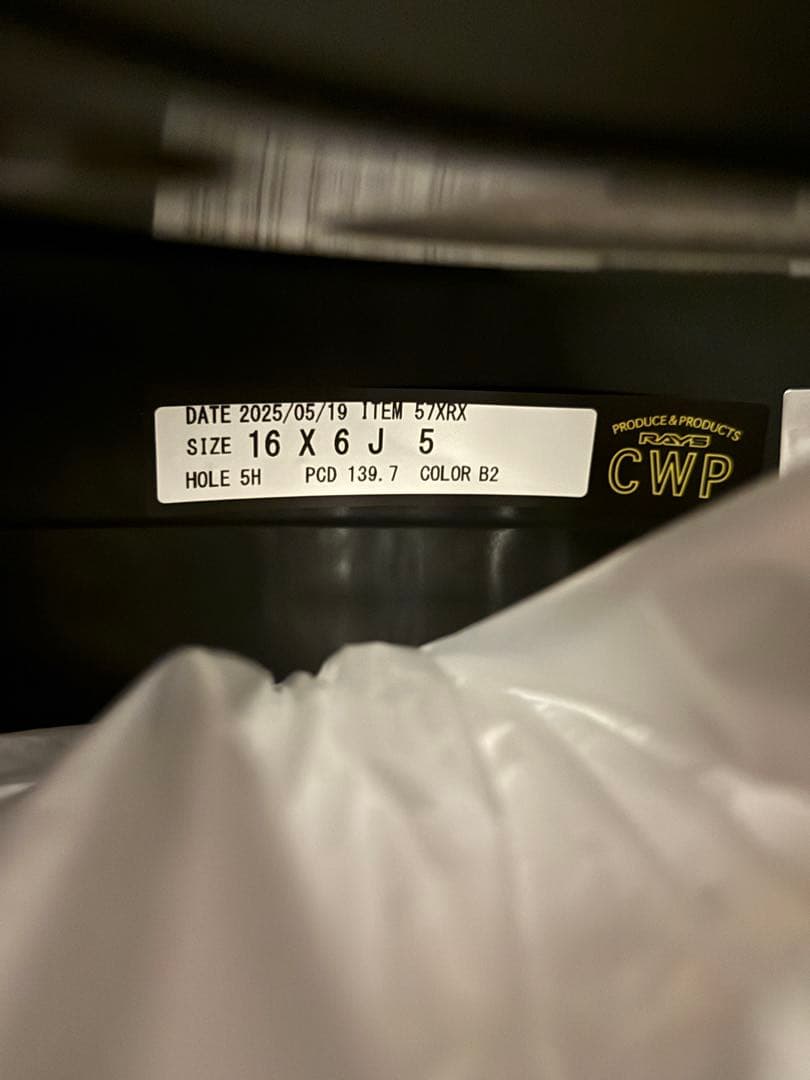 DATE 2025/05/19 ITEM 57XRX
SIZE 16 X 6 J 5
HOLE 5H PCD 139.7 COLOR B2
PRODUCE & PRODUCTS
RAYS
CWP